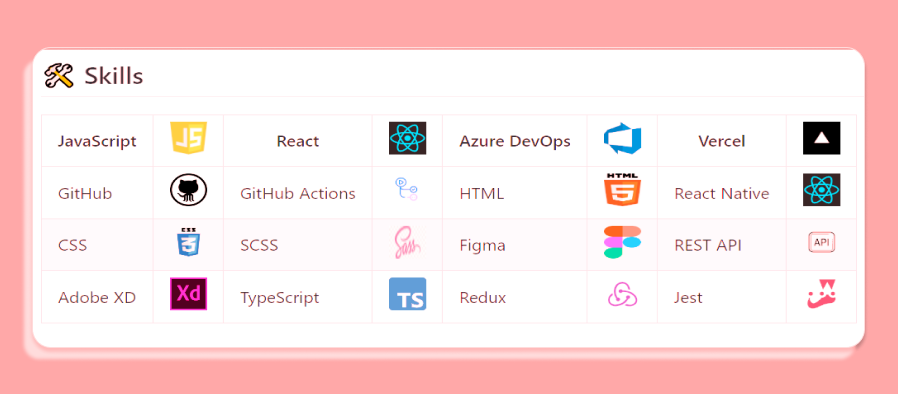 Skills
JavaScript JS React Azure DevOps Vercel
GitHub GitHub Actions HTML HTML 5 React Native
CSS CSS 3 SCSS Sass Figma REST API API
Adobe XD Xd TypeScript TS Redux Jest